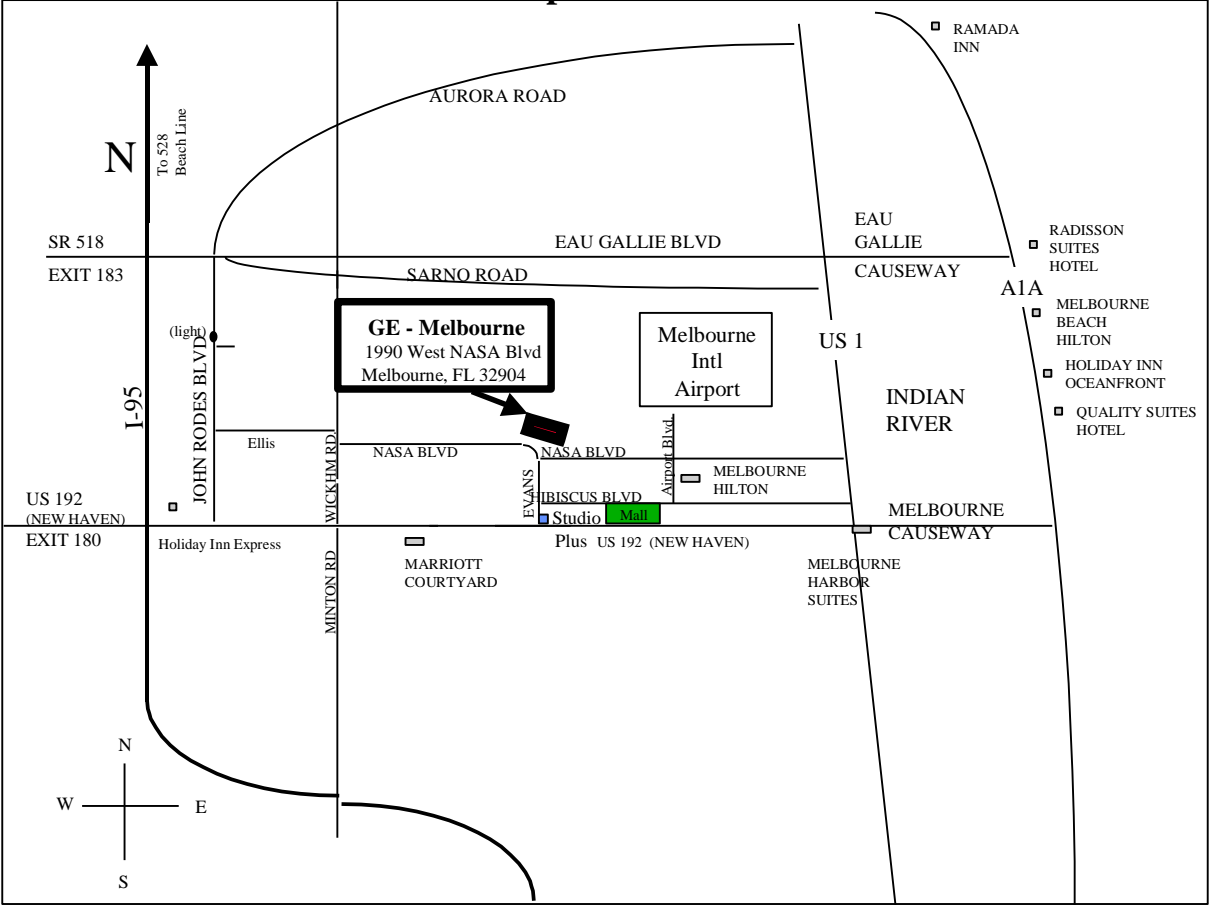 RAMADA
INN
AURORA ROAD
N
To 528
Beach Line
EAU
GALLIE
CAUSEWAY
SR 518
EXIT 183
EAU GALLIE BLVD
SARNO ROAD
RADISSON
SUITES
HOTEL
A1A
MELBOURNE
BEACH
HILTON
HOLIDAY INN
OCEANFRONT
QUALITY SUITES
HOTEL
(light)
JOHN RODES BLVD
I-95
GE - Melbourne
1990 West NASA Blvd
Melbourne, FL 32904
Melbourne
Intl
Airport
US 1
INDIAN
RIVER
Ellis
WICKHM RD.
NASA BLVD
NASA BLVD
EVANS
Airport Blvd.
MELBOURNE
HILTON
HIBISCUS BLVD
US 192
(NEW HAVEN)
EXIT 180
Holiday Inn Express
Studio
Plus
Mall
US 192 (NEW HAVEN)
MELBOURNE
CAUSEWAY
MINTON RD
MARRIOTT
COURTYARD
MELBOURNE
HARBOR
SUITES
N
W
E
S